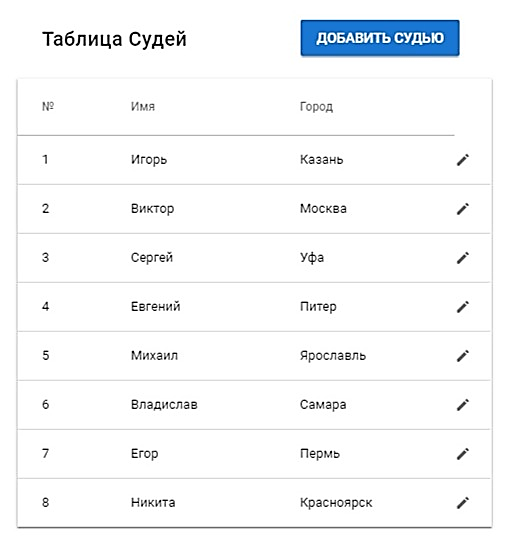 Таблица Судей ДОБАВИТЬ СУДЬЮ
№ Имя Город
1 Игорь Казань
2 Виктор Москва
3 Сергей Уфа
4 Евгений Питер
5 Михаил Ярославль
6 Владислав Самара
7 Егор Пермь
8 Никита Красноярск